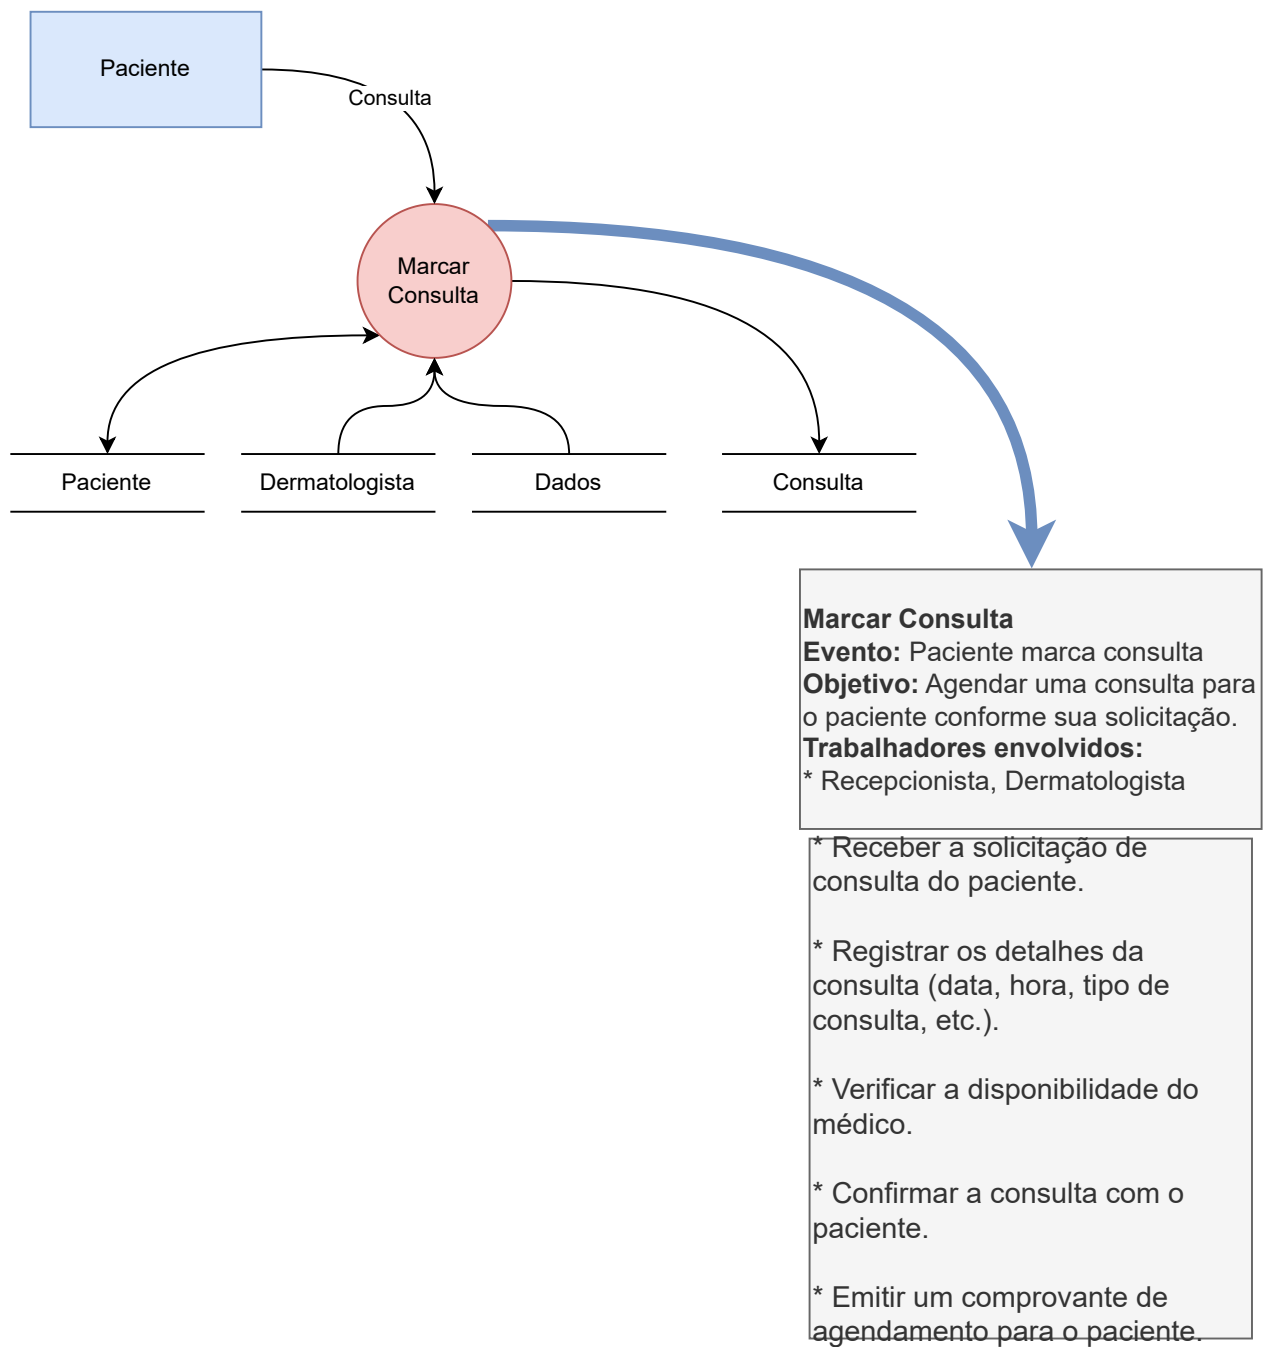 Paciente
Consulta
Marcar
Consulta
Paciente
Dermatologista
Dados
Consulta
Marcar Consulta
Evento: Paciente marca consulta
Objetivo: Agendar uma consulta para
o paciente conforme sua solicitação.
Trabalhadores envolvidos:
* Recepcionista, Dermatologista
* Receber a solicitação de
consulta do paciente.
* Registrar os detalhes da
consulta (data, hora, tipo de
consulta, etc.).
* Verificar a disponibilidade do
médico.
* Confirmar a consulta com o
paciente.
* Emitir um comprovante de
agendamento para o paciente.